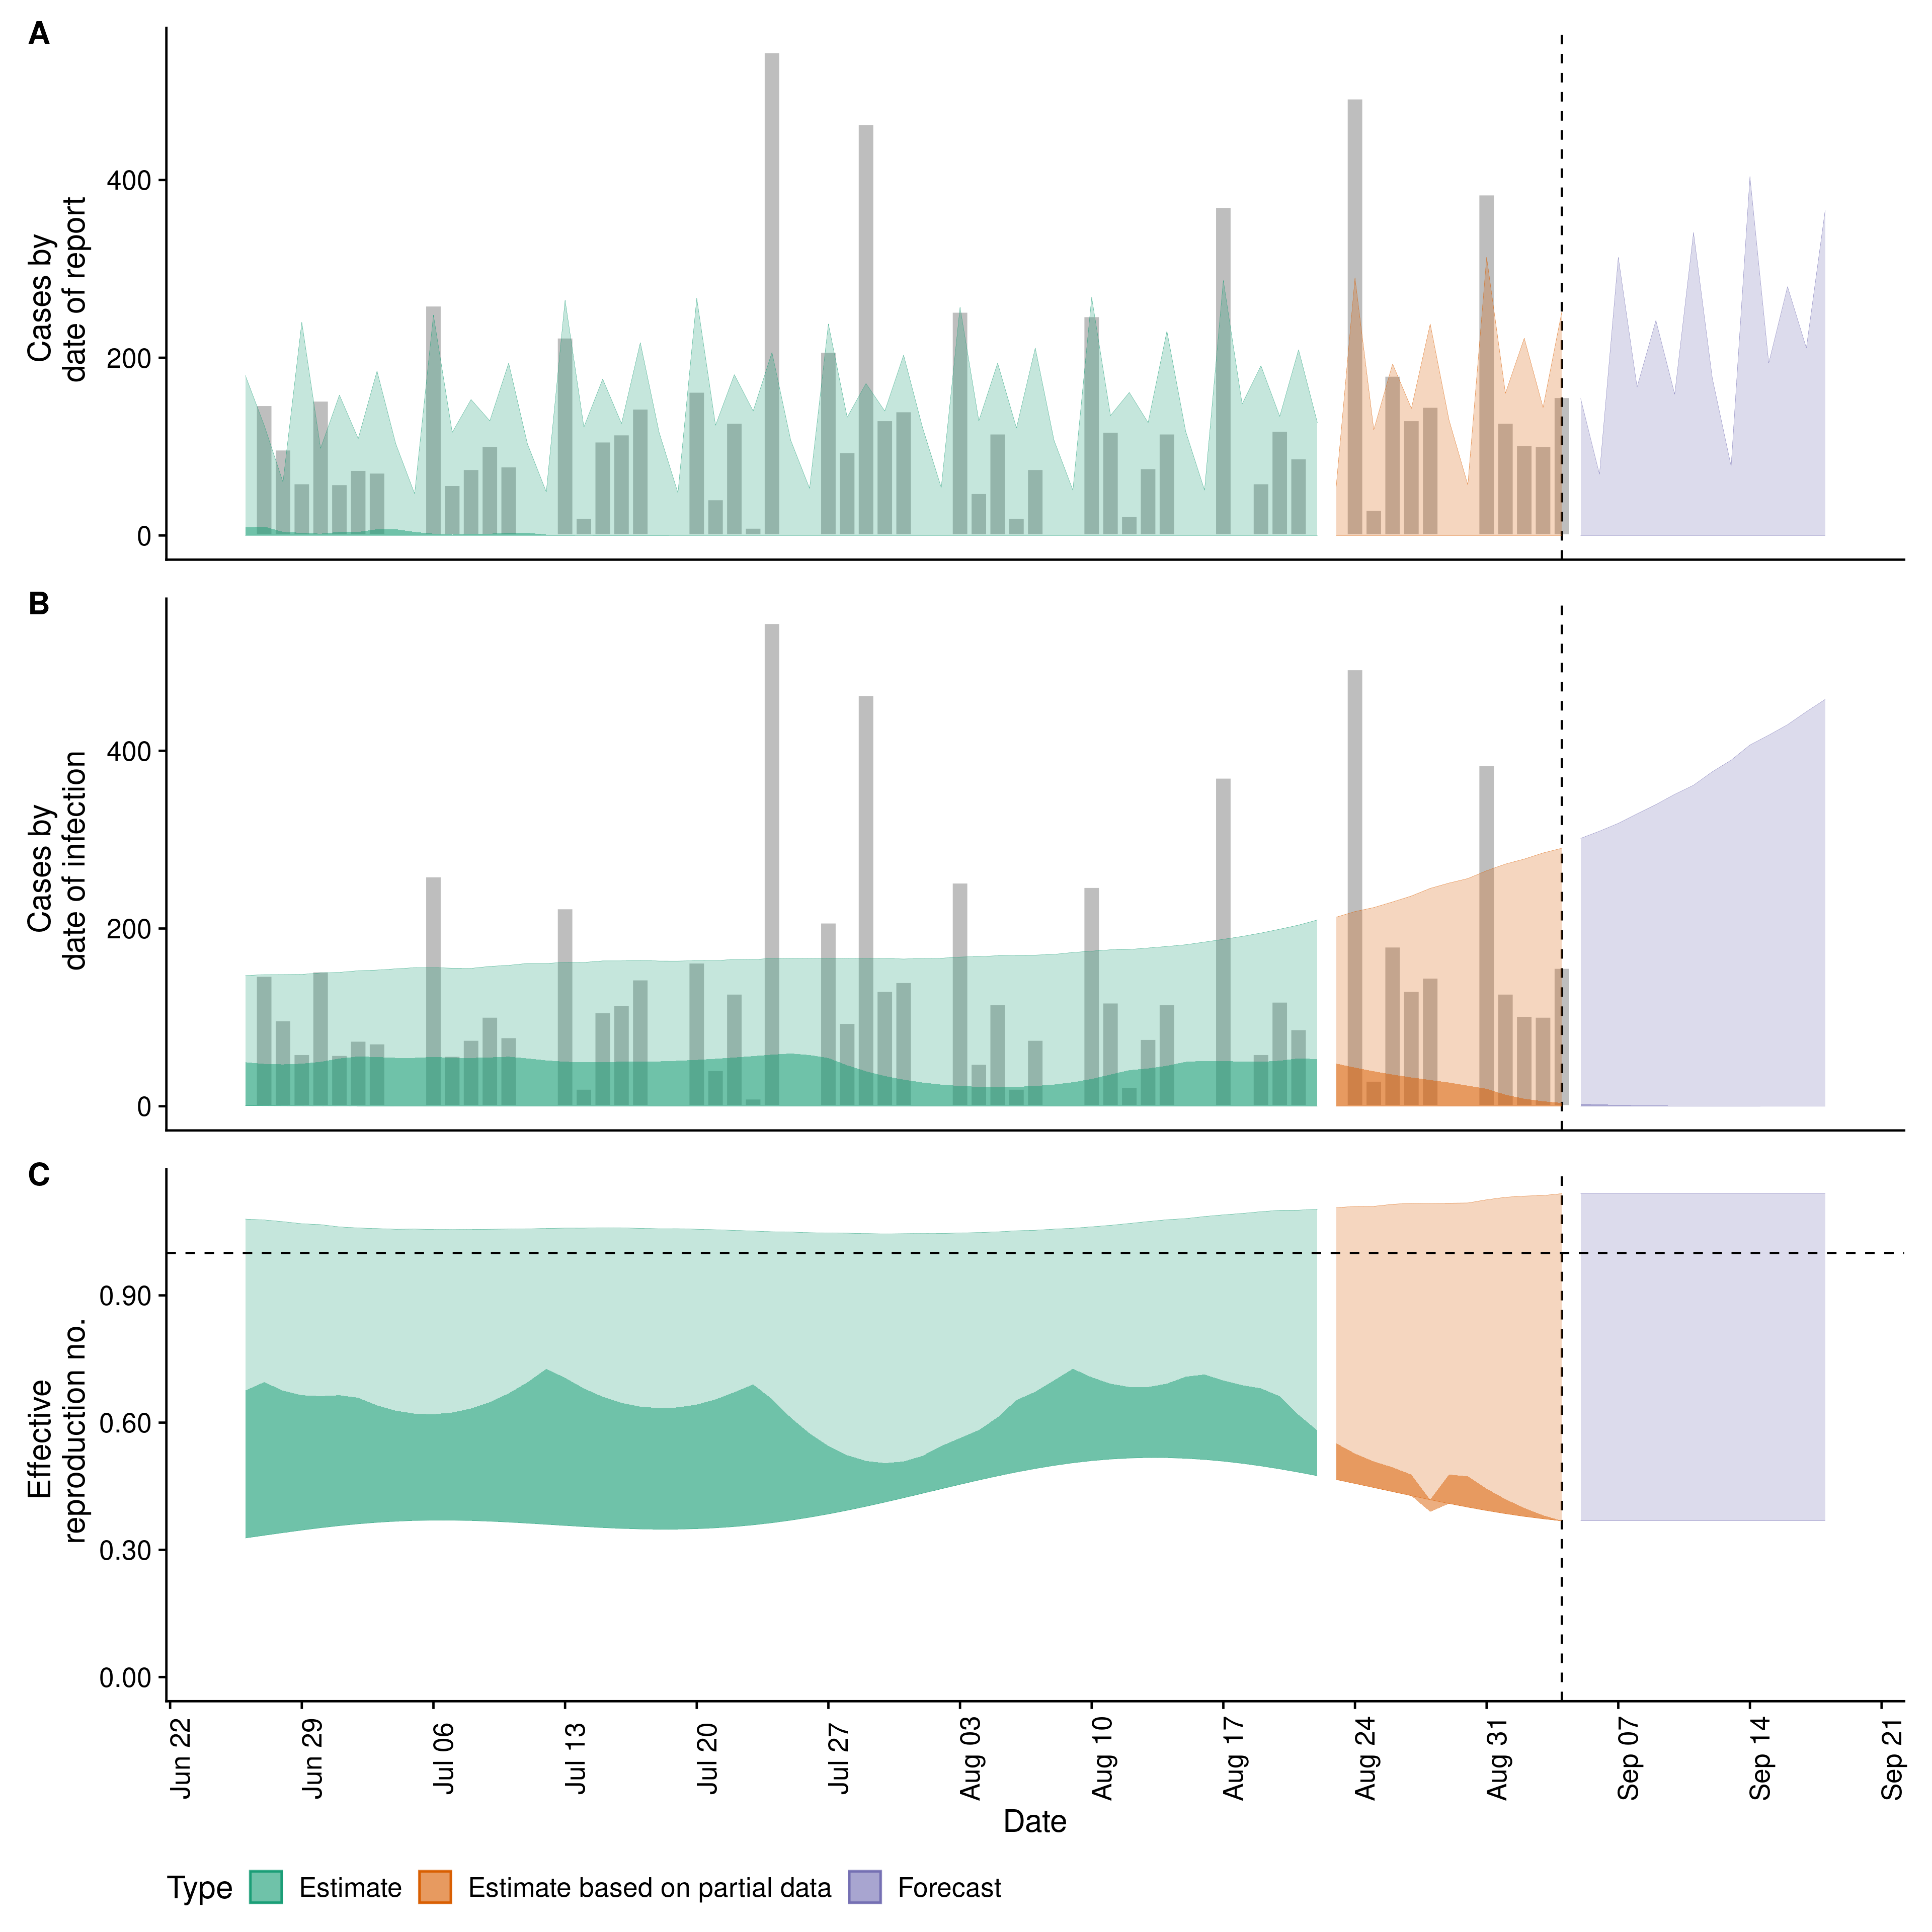 A
Cases by
date of report
400
200
0
B
Cases by
date of infection
400
200
0
C
Effective
reproduction no.
0.90
0.60
0.30
0.00
Jun 22
Jun 29
Jul 06
Jul 13
Jul 20
Jul 27
Aug 03
Aug 10
Aug 17
Aug 24
Aug 31
Sep 07
Sep 14
Sep 21
Date
Type Estimate Estimate based on partial data Forecast